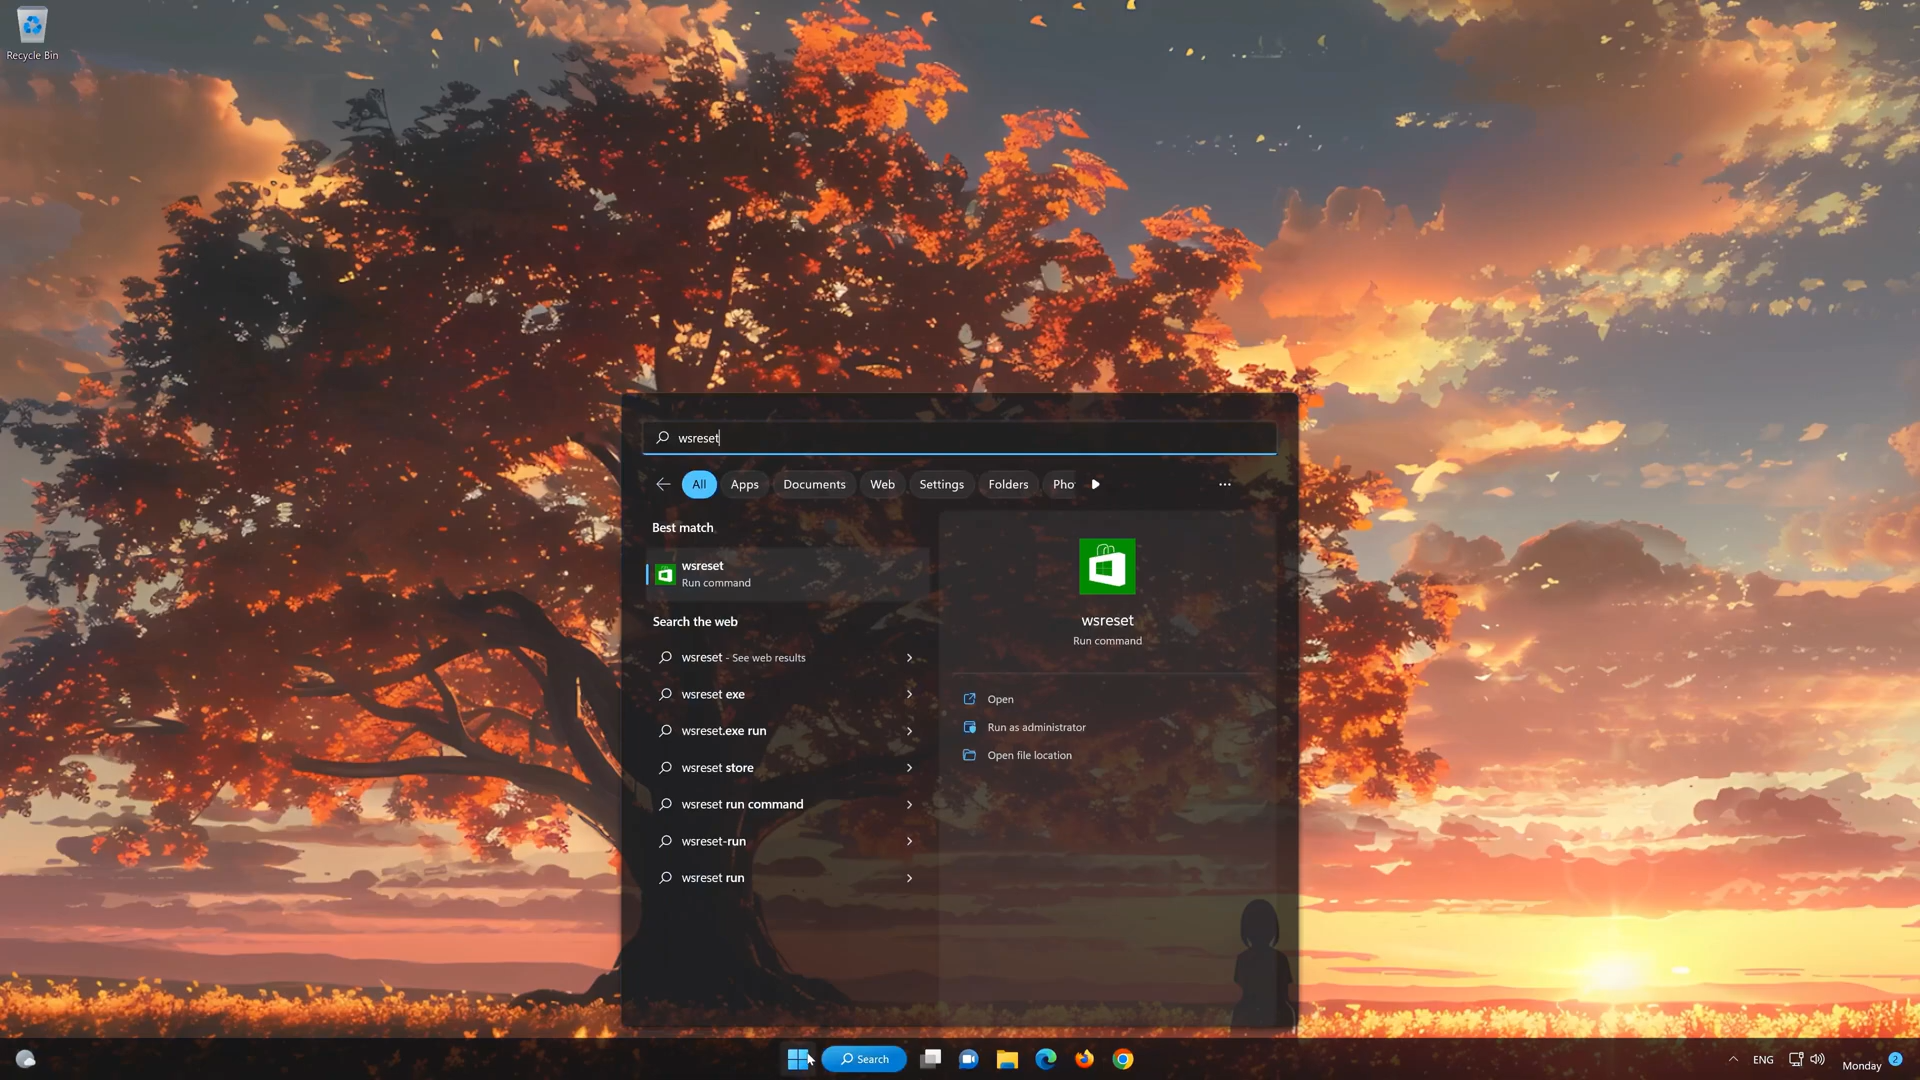 Recycle Bin
wsreset
All Apps Documents Web Settings Folders Pho
Best match
wsreset
Run command
Search the web
wsreset - See web results
wsreset exe
wsreset.exe run
wsreset store
wsreset run command
wsreset-run
wsreset run
wsreset
Run command
Open
Run as administrator
Open file location
Search
ENG
Monday
2